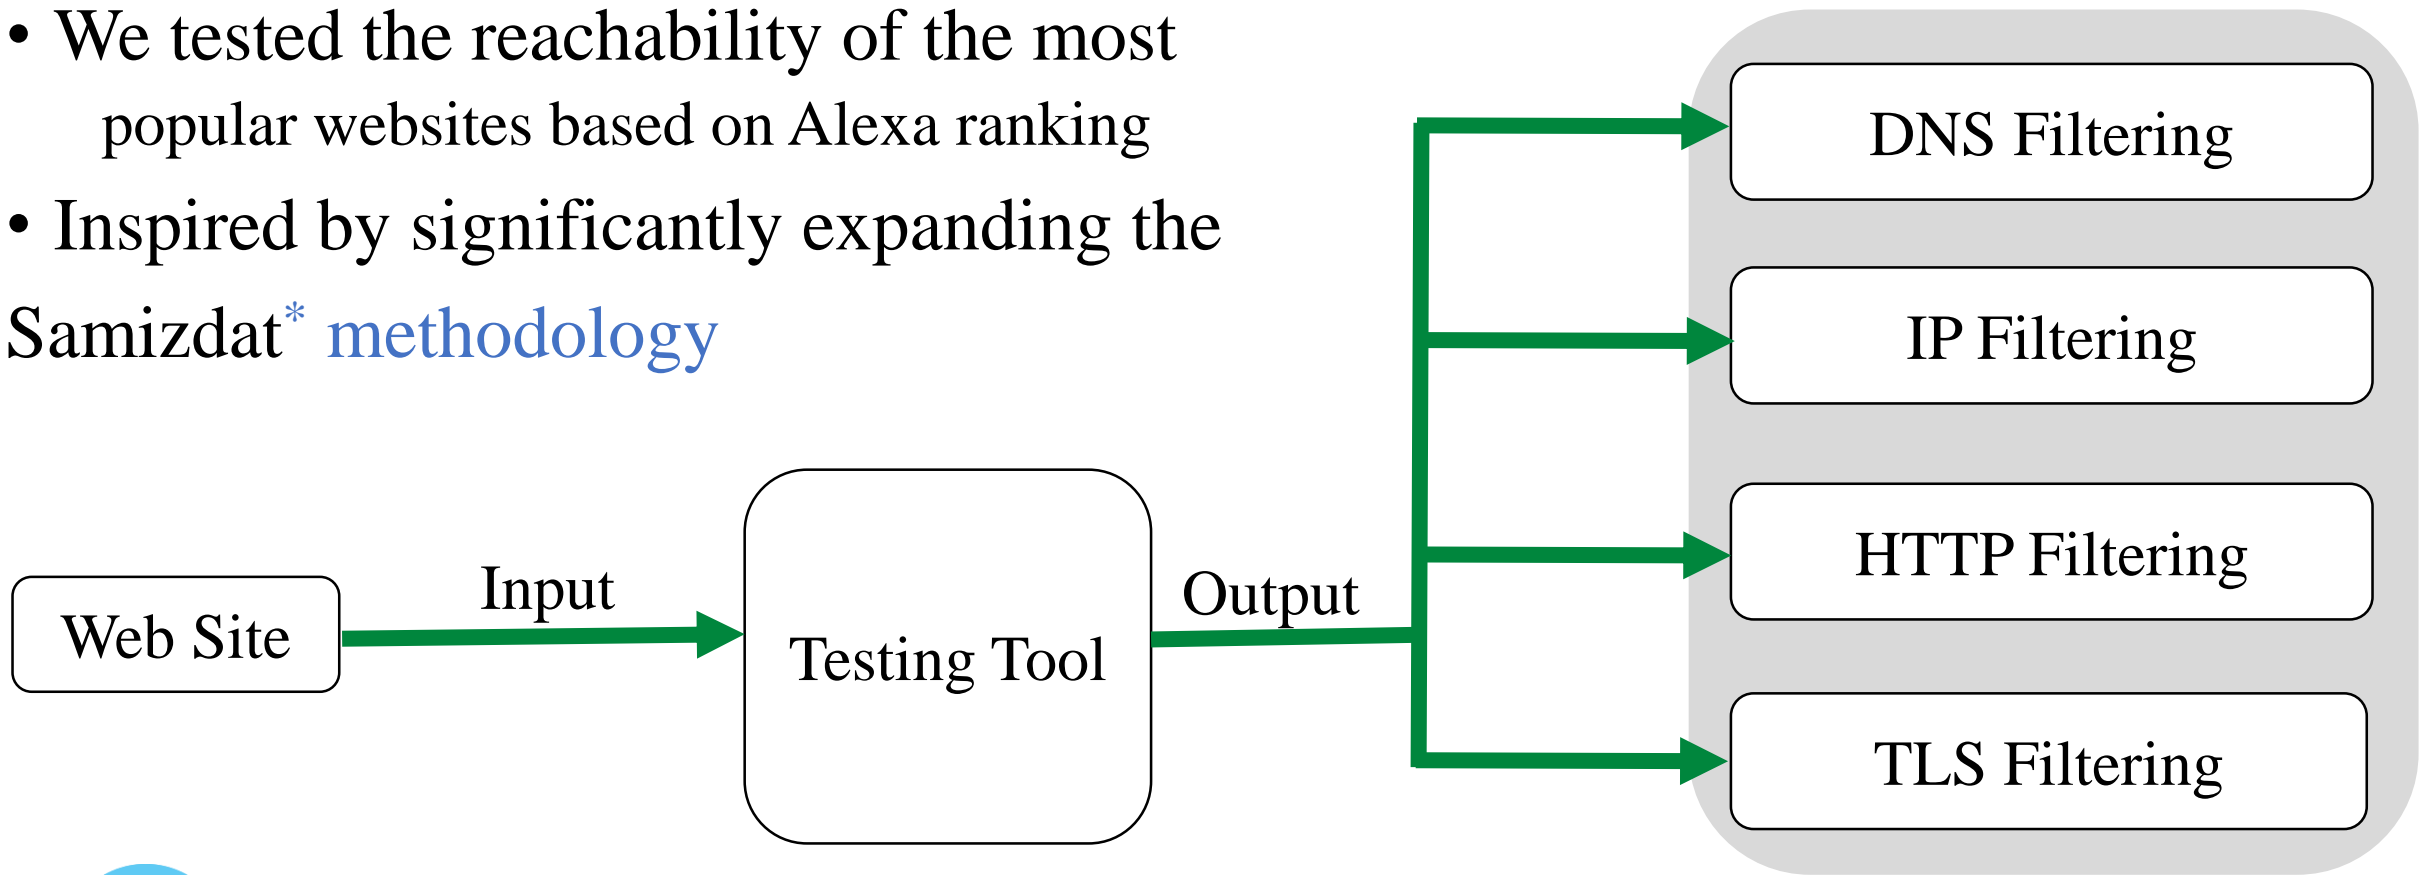 • We tested the reachability of the most
popular websites based on Alexa ranking
• Inspired by significantly expanding the
Samizdat* methodology
Web Site
Input
Testing Tool
Output
DNS Filtering
IP Filtering
HTTP Filtering
TLS Filtering